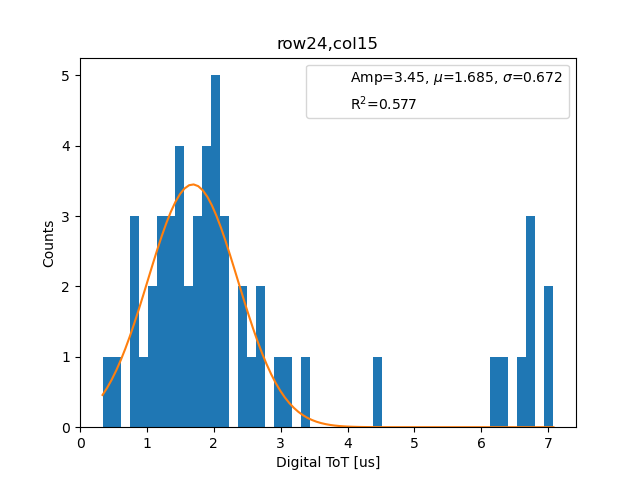 row24,col15
Amp=3.45, μ=1.685, σ=0.672
R²=0.577
Counts
5
4
3
2
1
0
0 1 2 3 4 5 6 7
Digital ToT [us]